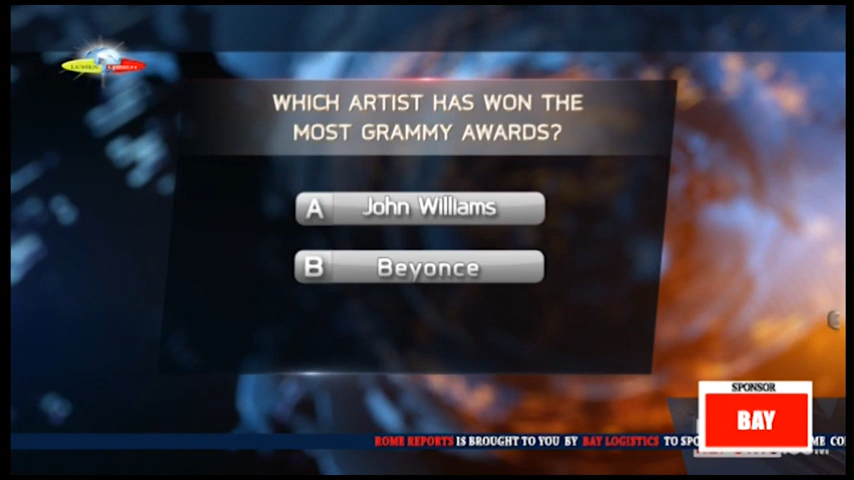 WHICH ARTIST HAS WON THE
MOST GRAMMY AWARDS?
A John Williams
B Beyonce
SPONSOR
BAY
ROME REPORTS IS BROUGHT TO YOU BY BAY LOGISTICS TO